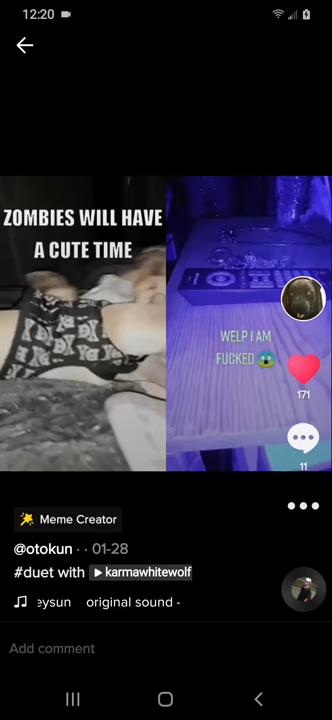 12:20
ZOMBIES WILL HAVE
A CUTE TIME
WELP I AM
FUCKED 😱
171
11
Meme Creator
@otokun · · 01-28
#duet with ▶karmawhitewolf
eysun original sound -
Add comment